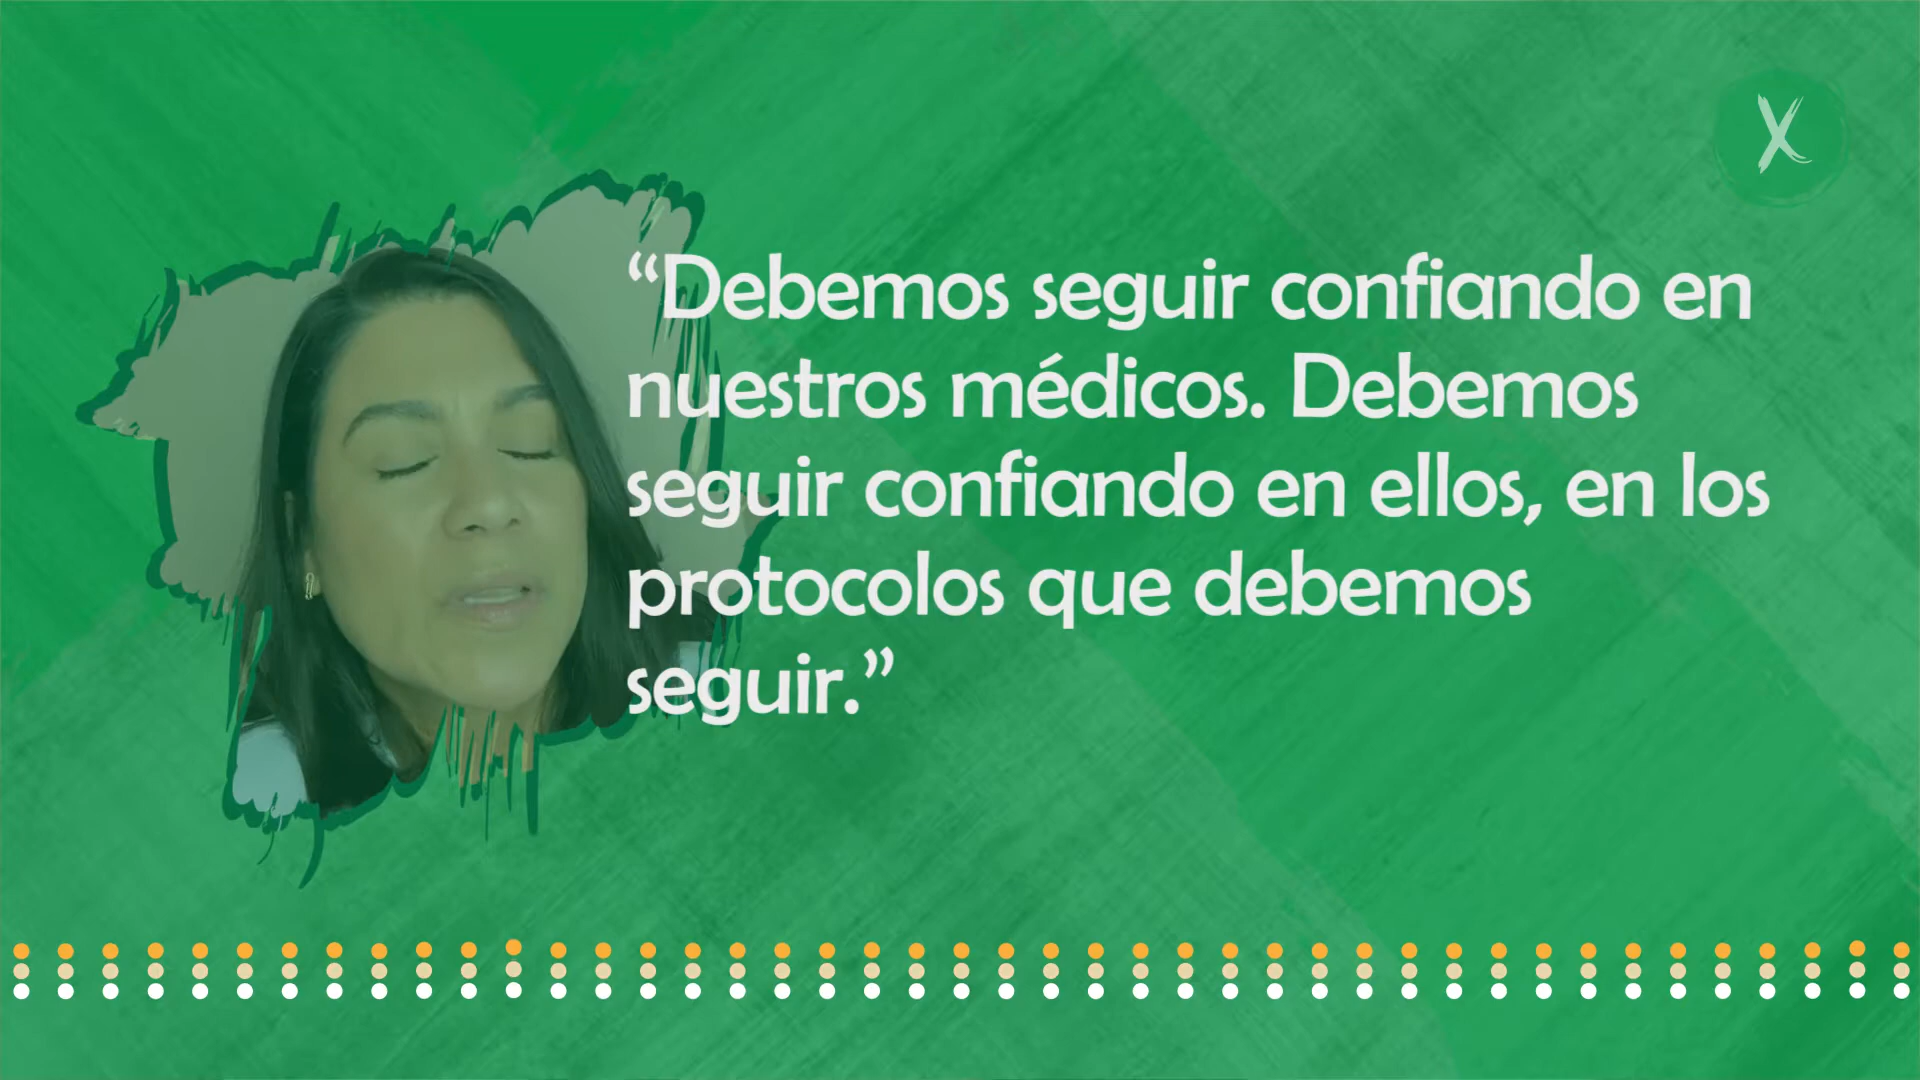 X
“Debemos seguir confiando en
nuestros médicos. Debemos
seguir confiando en ellos, en los
protocolos que debemos
seguir.”